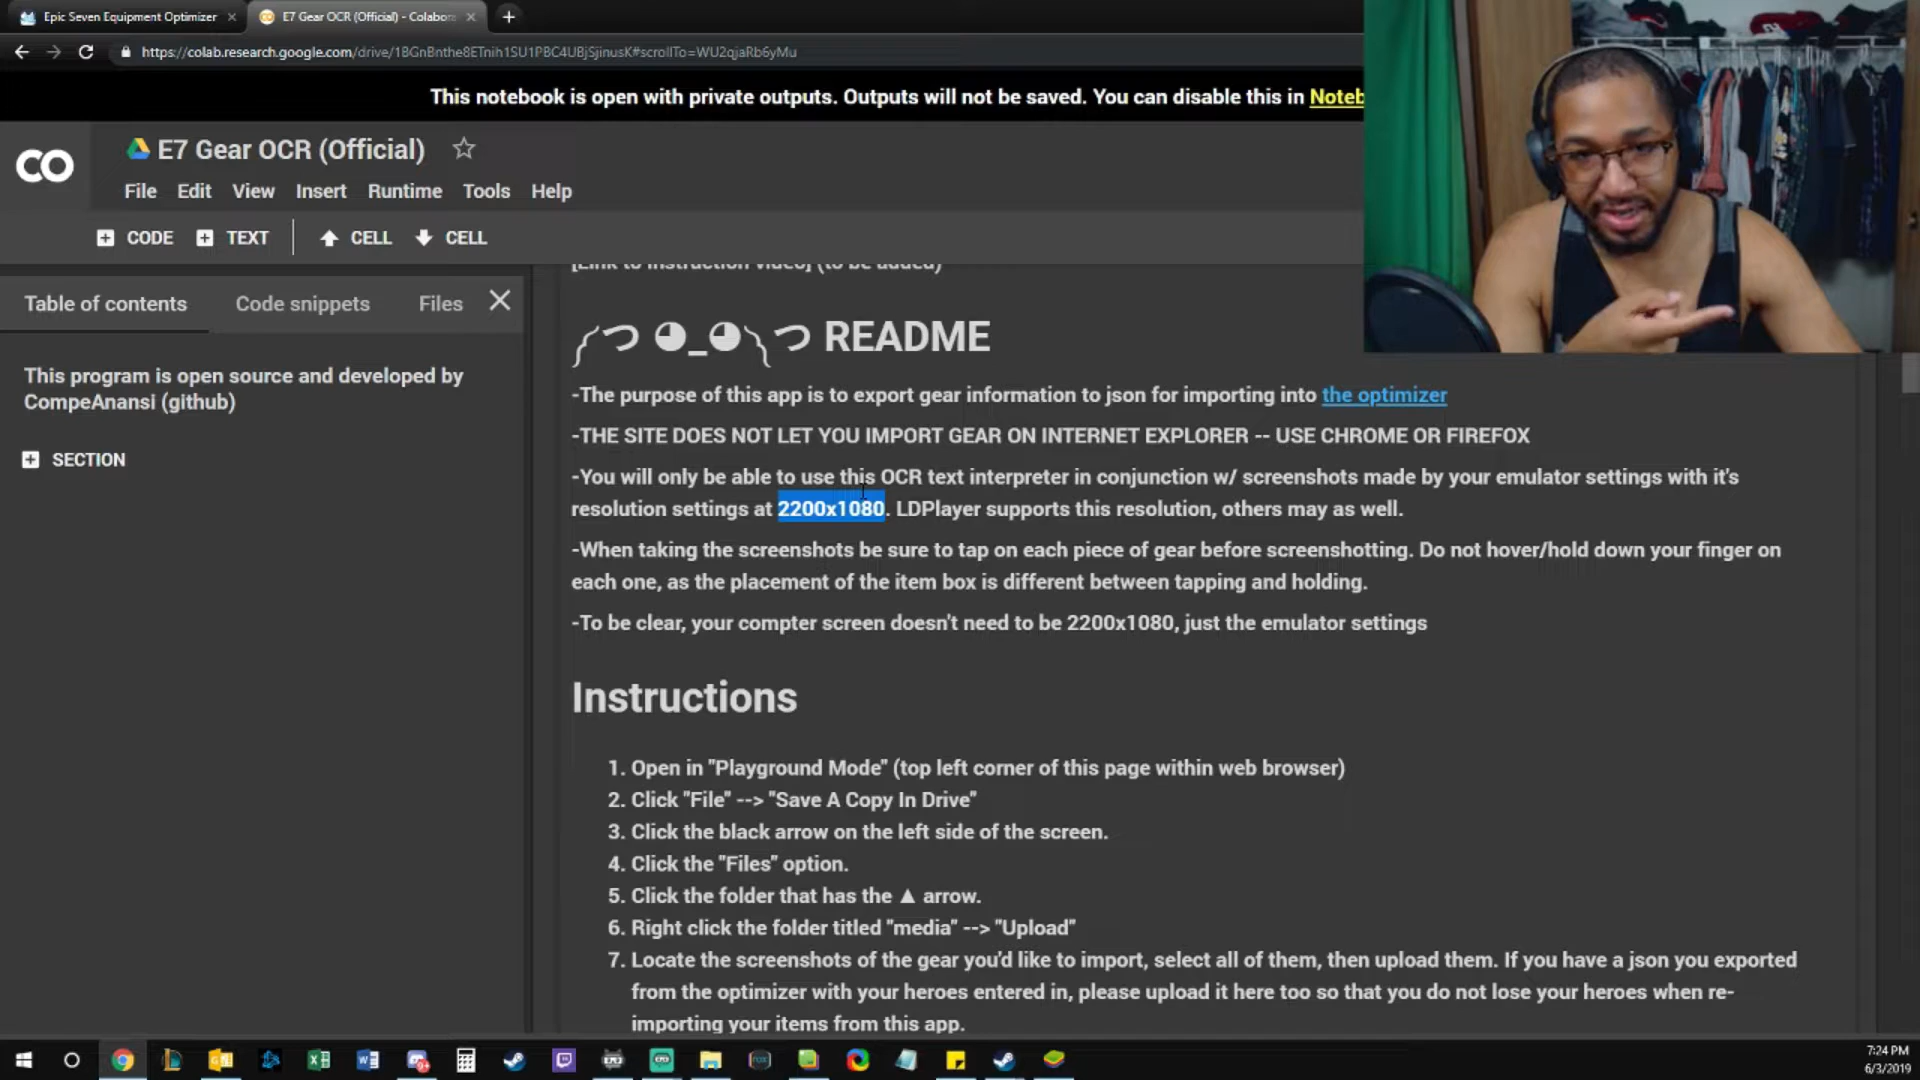 Epic Seven Equipment Optimizer
E7 Gear OCR (Official) - Colabor
https://colab.research.google.com/drive/
This notebook is open with private outputs. Outputs will not be saved. You can disable this in Noteb
CO
E7 Gear OCR (Official)
File Edit View Insert Runtime Tools Help
CODE TEXT CELL CELL
[Link to instruction video] (to be added)
Table of contents Code snippets Files
This program is open source and developed by
CompeAnansi (github)
SECTION
༼つ ◕_◕༽つ README
-The purpose of this app is to export gear information to json for importing into the optimizer
-THE SITE DOES NOT LET YOU IMPORT GEAR ON INTERNET EXPLORER -- USE CHROME OR FIREFOX
-You will only be able to use this OCR text interpreter in conjunction w/ screenshots made by your emulator settings with it's
resolution settings at 2200x1080. LDPlayer supports this resolution, others may as well.
-When taking the screenshots be sure to tap on each piece of gear before screenshotting. Do not hover/hold down your finger on
each one, as the placement of the item box is different between tapping and holding.
-To be clear, your compter screen doesn't need to be 2200x1080, just the emulator settings
Instructions
1. Open in "Playground Mode" (top left corner of this page within web browser)
2. Click "File" --> "Save A Copy In Drive"
3. Click the black arrow on the left side of the screen.
4. Click the "Files" option.
5. Click the folder that has the ▲ arrow.
6. Right click the folder titled "media" --> "Upload"
7. Locate the screenshots of the gear you'd like to import, select all of them, then upload them. If you have a json you exported
from the optimizer with your heroes entered in, please upload it here too so that you do not lose your heroes when re-
importing your items from this app.
7:24 PM
6/3/2019